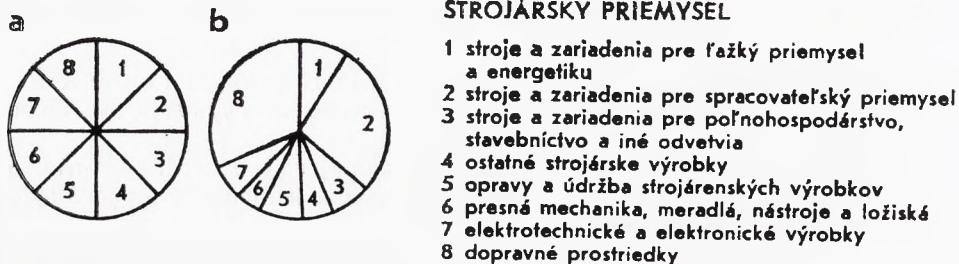 a
b
8 1
7 2
6 3
5 4
1
8
2
7 6 5 4 3
STROJÁRSKY PRIEMYSEL
1 stroje a zariadenia pre ťažký priemysel
a energetiku
2 stroje a zariadenia pre spracovateľský priemysel
3 stroje a zariadenia pre poľnohospodárstvo,
stavebníctvo a iné odvetvia
4 ostatné strojárske výrobky
5 opravy a údržba strojárenských výrobkov
6 presná mechanika, meradlá, nástroje a ložiská
7 elektrotechnické a elektronické výrobky
8 dopravné prostriedky